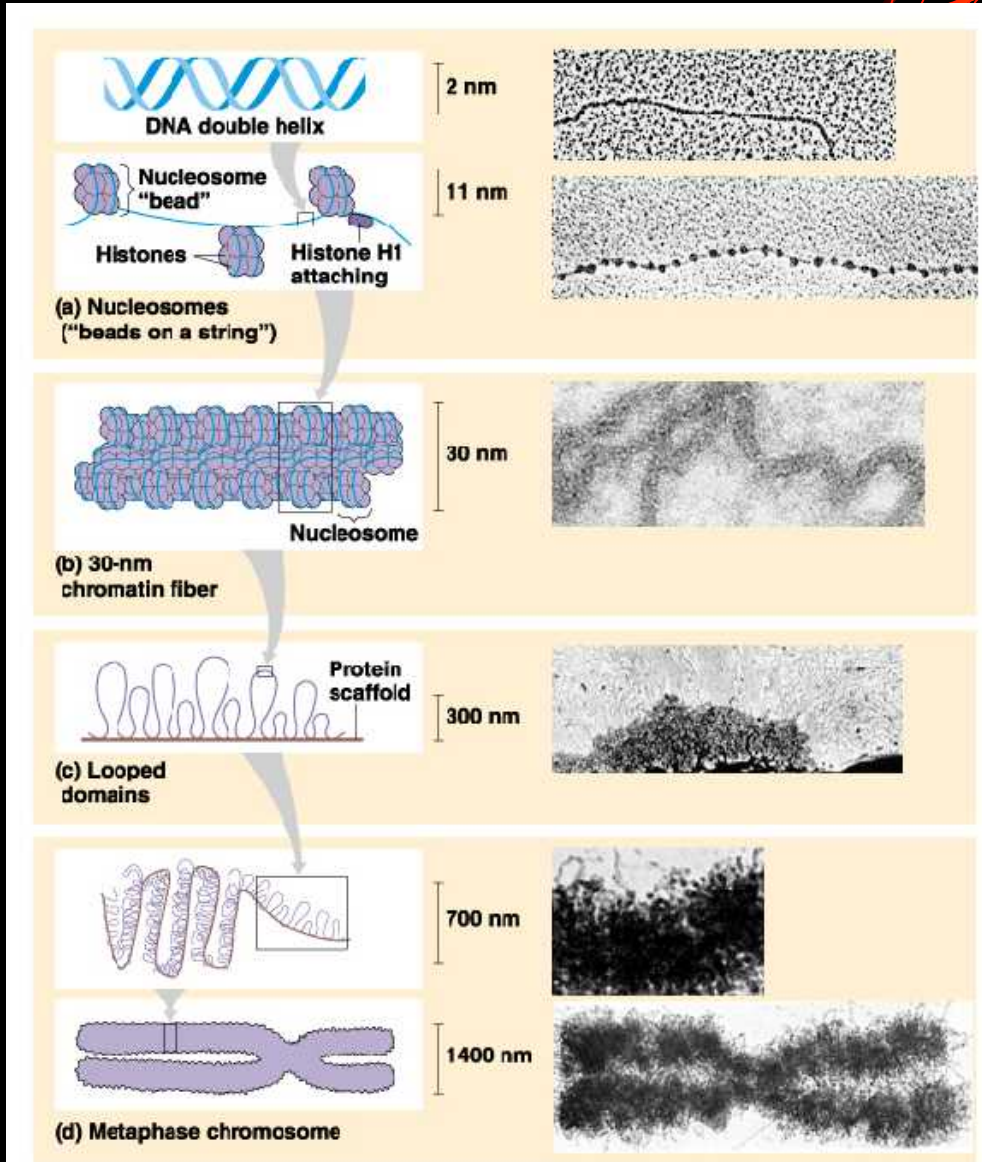 2 nm
DNA double helix
Nucleosome
"bead"
11 nm
Histones
Histone H1
attaching
(a) Nucleosomes
("beads on a string")
30 nm
Nucleosome
(b) 30-nm
chromatin fiber
Protein
scaffold
300 nm
(c) Looped
domains
700 nm
1400 nm
(d) Metaphase chromosome